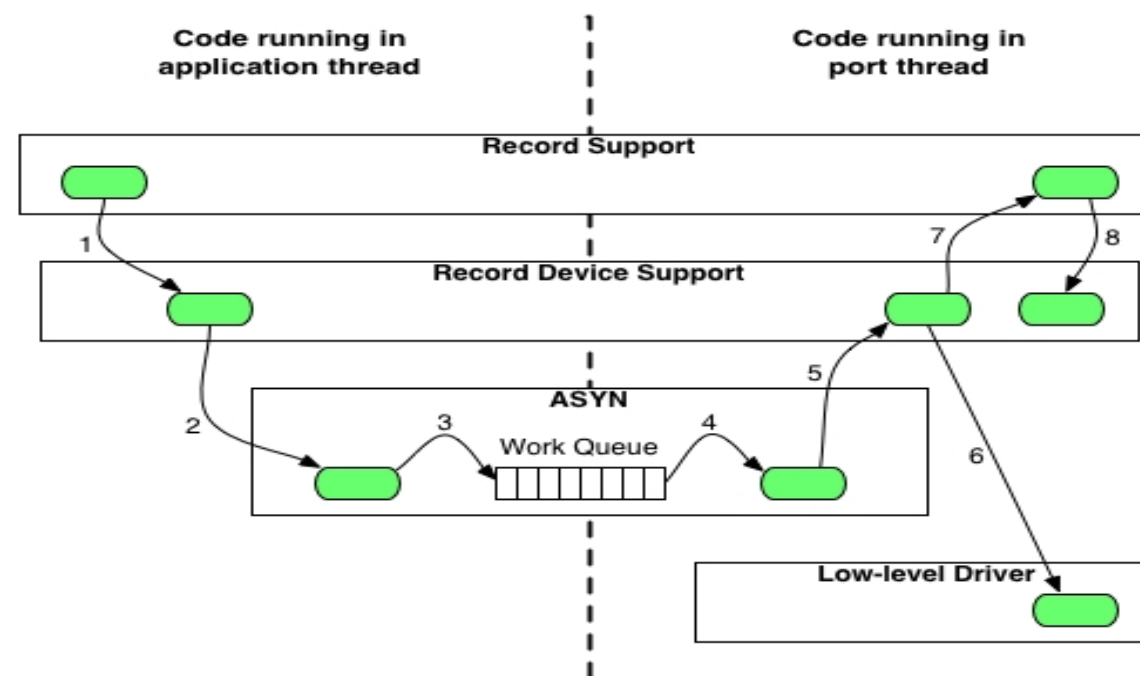 Code running in
application thread
Code running in
port thread
Record Support
1
7
8
Record Device Support
2
5
ASYN
3
4
Work Queue
6
Low-level Driver